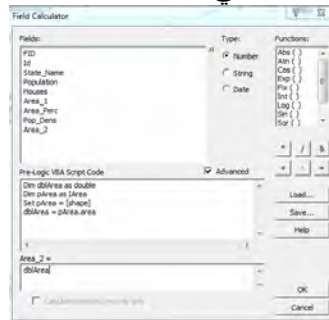 Field Calculator
Fields:
Type:
Functions:
FID
Id
State_Name
Population
Houses
Area_1
Area_Perc
Pop_Dens
Area_2
Number
String
Date
Abs ( )
Atn ( )
Cos ( )
Exp ( )
Fix ( )
Int ( )
Log ( )
Sin ( )
Sqr ( )
* / &
+ - =
Pre-Logic VBA Script Code
Advanced
Dim dblArea as double
Dim pArea as IArea
Set pArea = [shape]
dblArea = pArea.area
Load...
Save...
Help
Area_2 =
dblArea
OK
Cancel